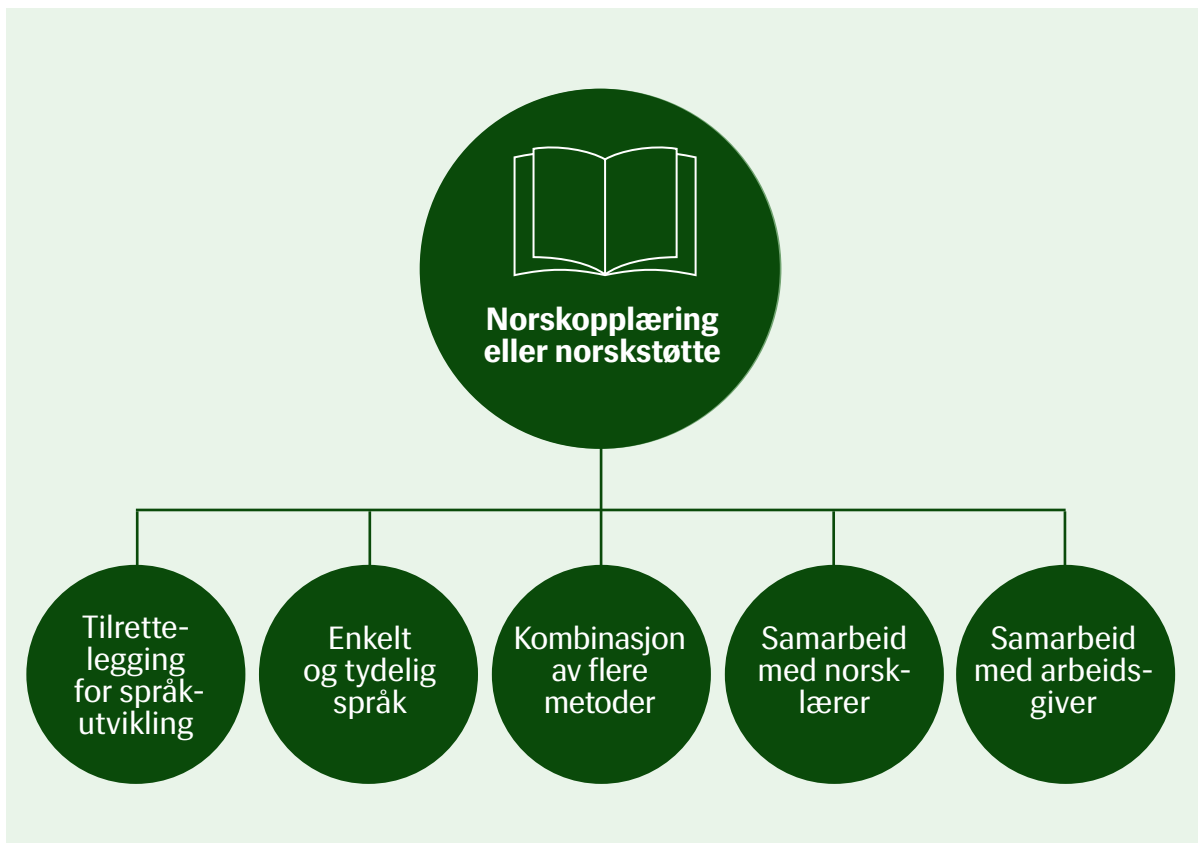 Norskopplæring
eller norskstøtte
Tilrette-
legging
for språk-
utvikling
Enkelt
og tydelig
språk
Kombinasjon
av flere
metoder
Samarbeid
med norsk-
lærer
Samarbeid
med arbeids-
giver